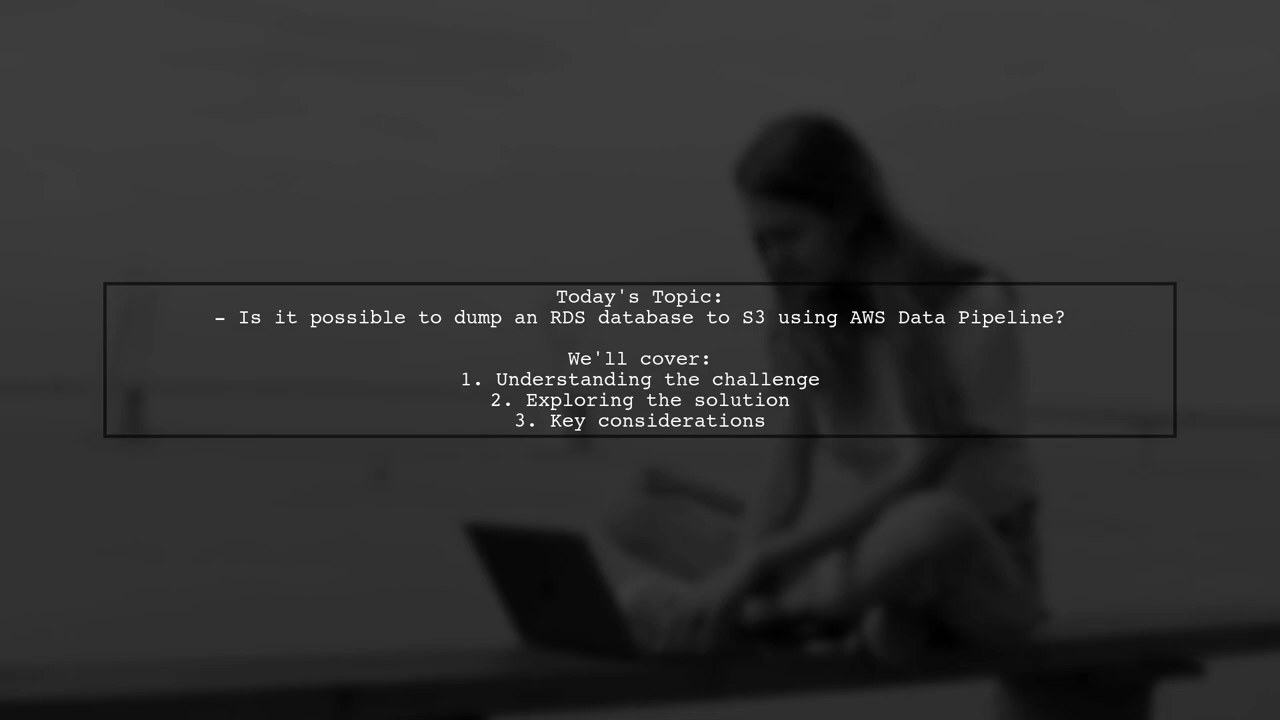 Today's Topic:
- Is it possible to dump an RDS database to S3 using AWS Data Pipeline?
We'll cover:
1. Understanding the challenge
2. Exploring the solution
3. Key considerations